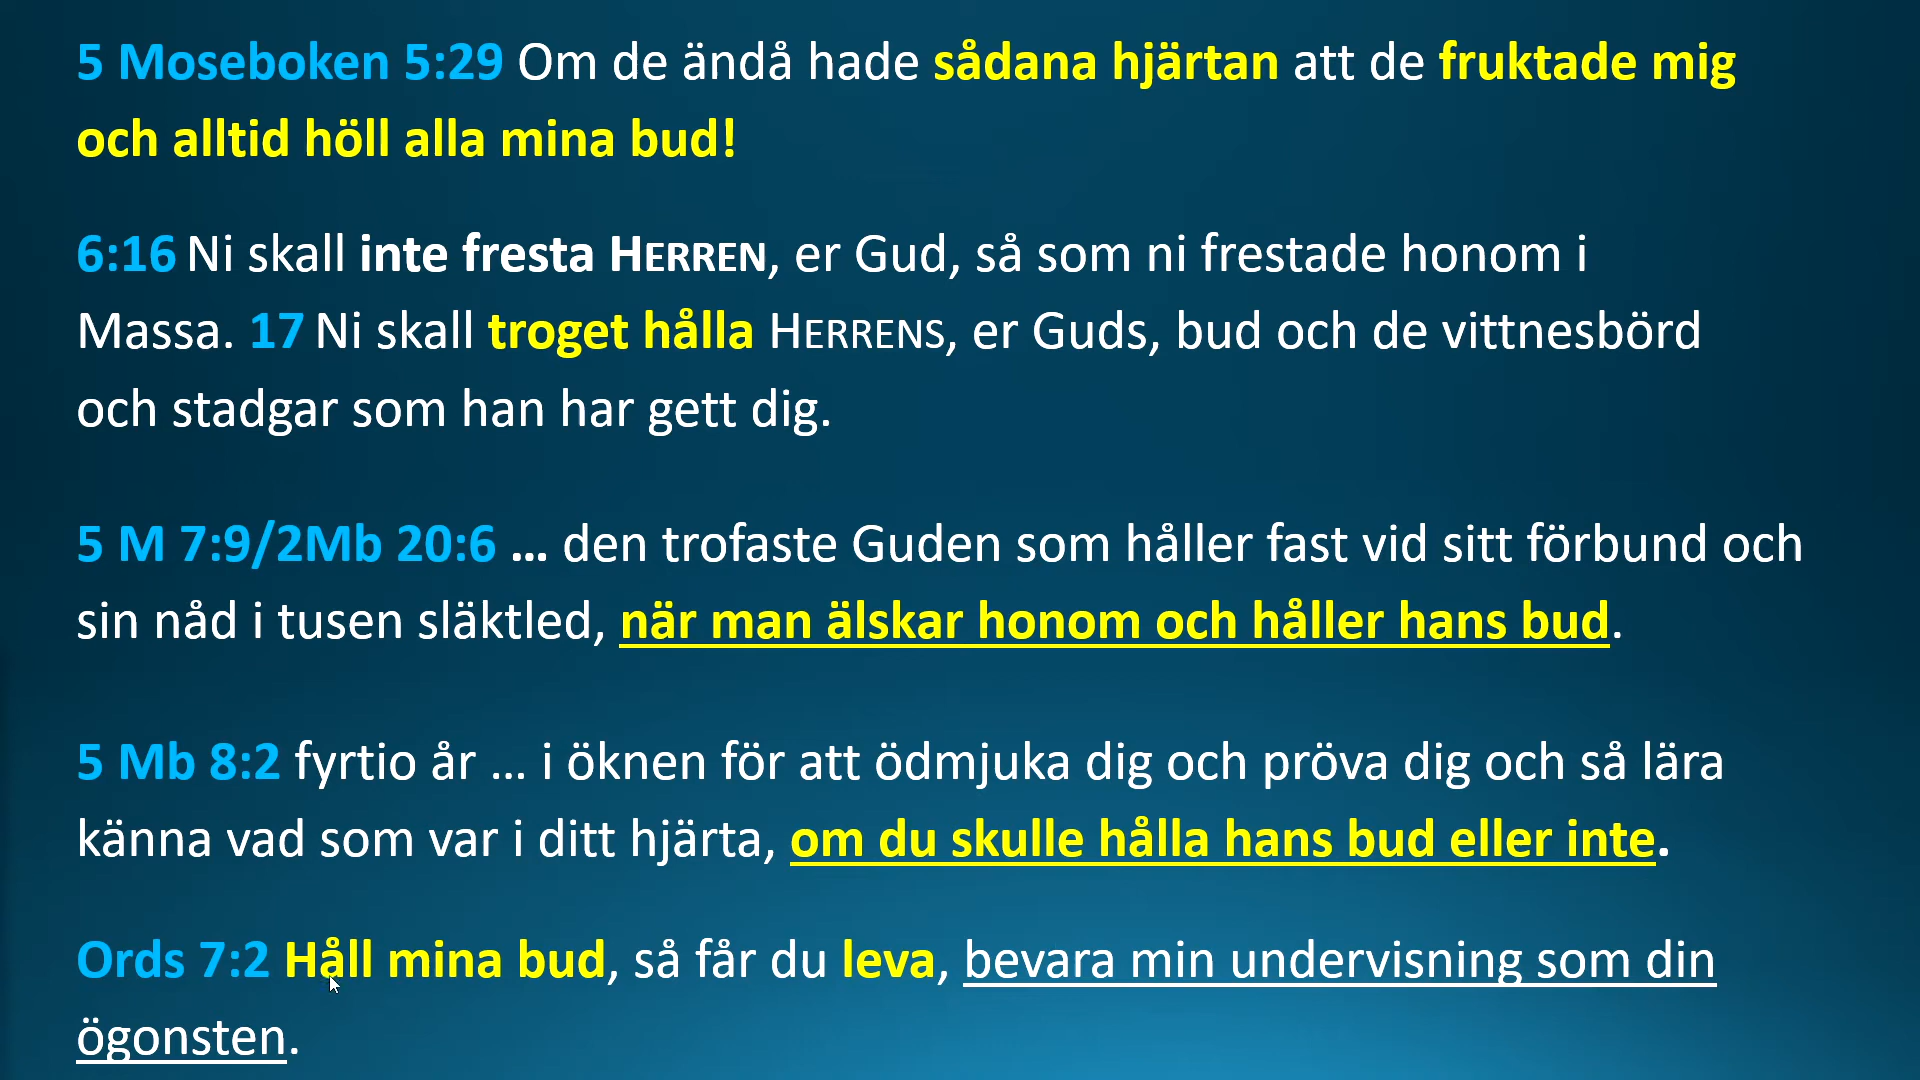 5 Moseboken 5:29 Om de ändå hade sådana hjärtan att de fruktade mig
och alltid höll alla mina bud!
6:16 Ni skall inte fresta HERREN, er Gud, så som ni frestade honom i
Massa. 17 Ni skall troget hålla HERRENS, er Guds, bud och de vittnesbörd
och stadgar som han har gett dig.
5 M 7:9/2Mb 20:6 ... den trofaste Guden som håller fast vid sitt förbund och
sin nåd i tusen släktled, när man älskar honom och håller hans bud.
5 Mb 8:2 fyrtio år ... i öknen för att ödmjuka dig och pröva dig och så lära
känna vad som var i ditt hjärta, om du skulle hålla hans bud eller inte.
Ords 7:2 Håll mina bud, så får du leva, bevara min undervisning som din
ögonsten.